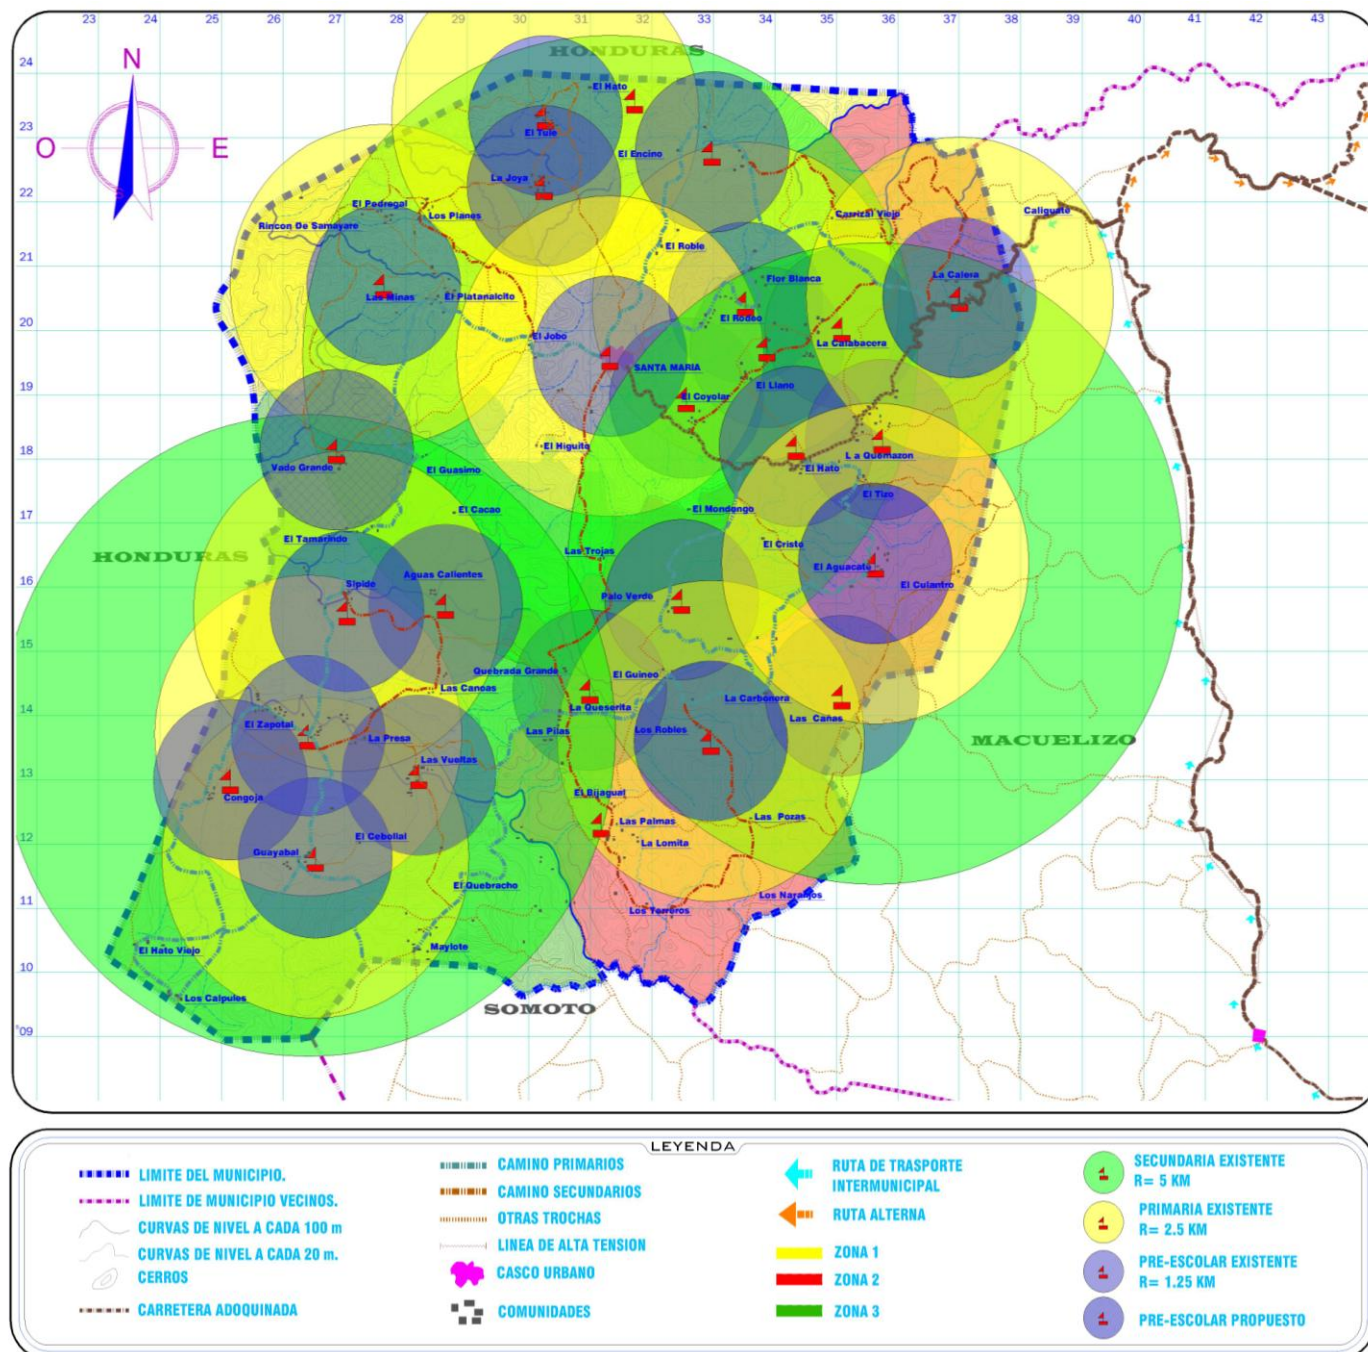 23 24 25 26 27 28 29 30 31 32 33 34 35 36 37 38 39 40 41 42 43
24
HONDURAS
N
El Hato
23
El Tule
O E
El Encino
22
La Joya
El Pedregal
Los Planes
Carrizal Viejo
Caliguate
Rincon De Samayare
21
El Roble
Flor Blanca
La Calera
Las Minas
El Platanalcito
20
El Rodeo
El Jobo
La Calabacera
SANTA MARIA
19
El Llano
El Coyolar
El Higuito
18
La Quemazon
Vado Grande
El Guasimo
El Hato
El Tizo
17
El Cacao
El Mondongo
El Tamarindo
El Cristo
HONDURAS
Las Trojas
El Aguacate
16
Sipide
Aguas Calientes
El Culantro
Palo Verde
15
Quebrada Grande
El Guineo
Las Canoas
La Carbonera
14
La Queserita
Las Cañas
El Zapotal
Los Robles
Las Pilas
La Presa
MACUELIZO
Las Vueltas
13
Congoja
El Bijagual
Las Palmas
Las Pozas
12
El Cebollal
La Lomita
Guayabal
El Quebracho
11
Los Naranjos
Los Torreros
El Hato Viejo
Maylote
10
Los Calpules
SOMOTO
09
LEYENDA
LIMITE DEL MUNICIPIO.
LIMITE DE MUNICIPIO VECINOS.
CURVAS DE NIVEL A CADA 100 m
CURVAS DE NIVEL A CADA 20 m.
CERROS
CARRETERA ADOQUINADA
CAMINO PRIMARIOS
CAMINO SECUNDARIOS
OTRAS TROCHAS
LINEA DE ALTA TENSION
CASCO URBANO
COMUNIDADES
RUTA DE TRASPORTE
INTERMUNICIPAL
RUTA ALTERNA
ZONA 1
ZONA 2
ZONA 3
SECUNDARIA EXISTENTE
R= 5 KM
PRIMARIA EXISTENTE
R= 2.5 KM
PRE-ESCOLAR EXISTENTE
R= 1.25 KM
PRE-ESCOLAR PROPUESTO